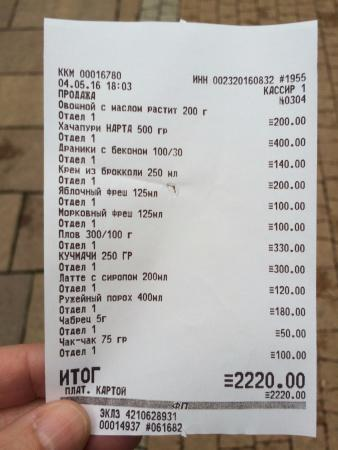 ККМ 00016780 ИНН 002320160832 #1955
04.05.16 18:03 КАССИР 1
ПРОДАЖА №0304
Овощной с маслом растит 200 г
Отдел 1 ≡200.00
Хачапури НАРТА 500 гр
Отдел 1 ≡400.00
Драники с беконом 100/30
Отдел 1 ≡140.00
Крем из брокколи 250 мл
Отдел 1 ≡200.00
Яблочный фреш 125мл
Отдел 1 ≡100.00
Морковный фреш 125мл
Отдел 1 ≡100.00
Плов 300/100 г
Отдел 1 ≡330.00
КУЧМАЧИ 250 ГР
Отдел 1 ≡300.00
Латте с сиропом 200мл
Отдел 1 ≡120.00
Ружейный порох 400мл
Отдел 1 ≡180.00
Чабрец 5г
Отдел 1 ≡50.00
Чак-чак 75 гр
Отдел 1 ≡100.00
ИТОГ ≡2220.00
ПЛАТ. КАРТОЙ ≡2220.00
ФП
ЭКЛЗ 4210628931
00014937 #061682